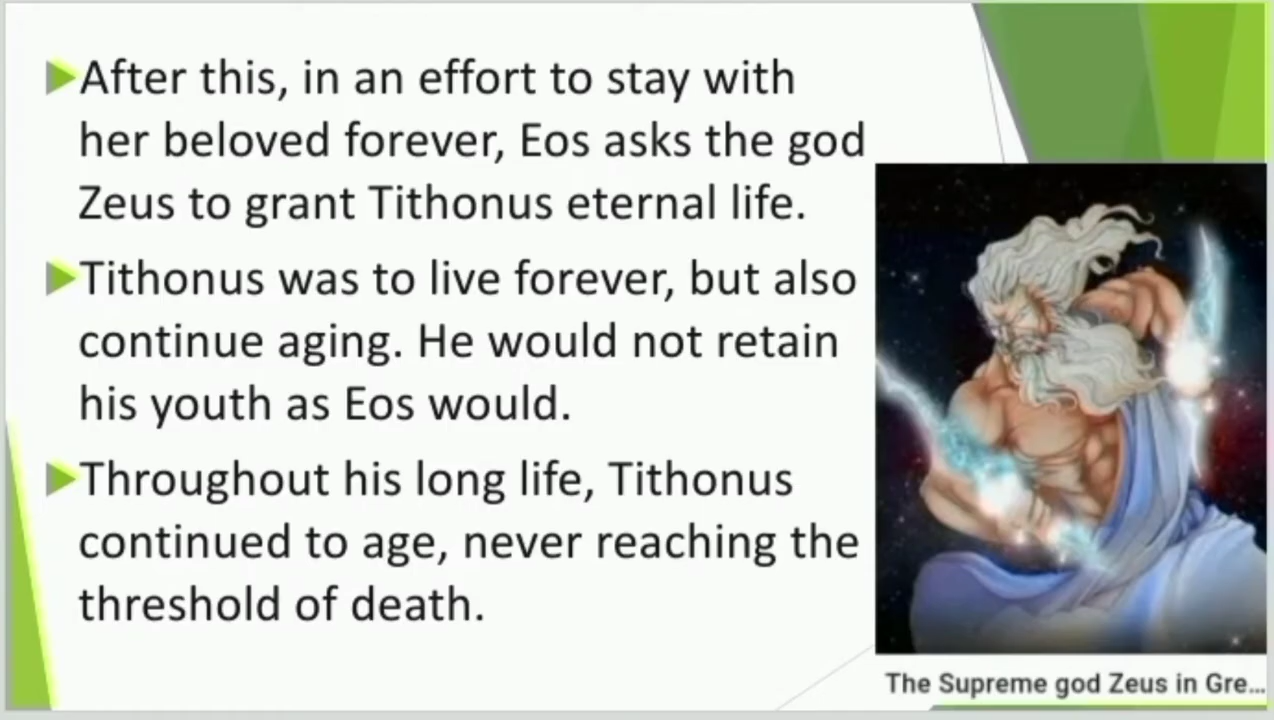 After this, in an effort to stay with
her beloved forever, Eos asks the god
Zeus to grant Tithonus eternal life.
Tithonus was to live forever, but also
continue aging. He would not retain
his youth as Eos would.
Throughout his long life, Tithonus
continued to age, never reaching the
threshold of death.
The Supreme god Zeus in Gre...